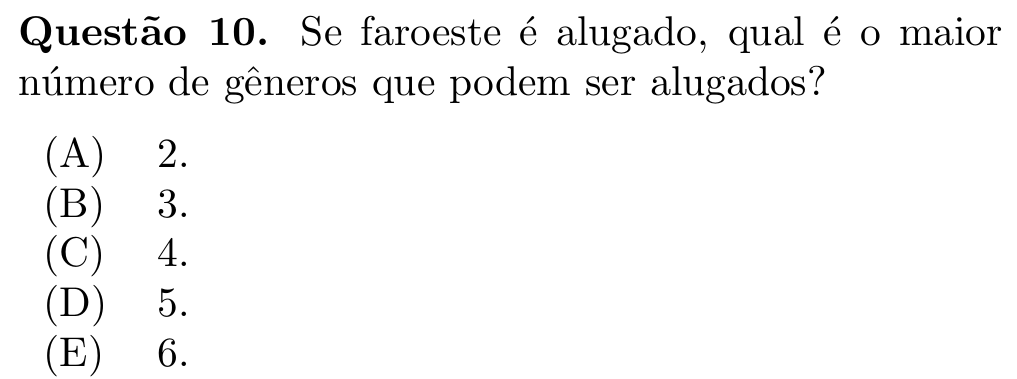 Questão 10. Se faroeste é alugado, qual é o maior
número de gêneros que podem ser alugados?
(A) 2.
(B) 3.
(C) 4.
(D) 5.
(E) 6.